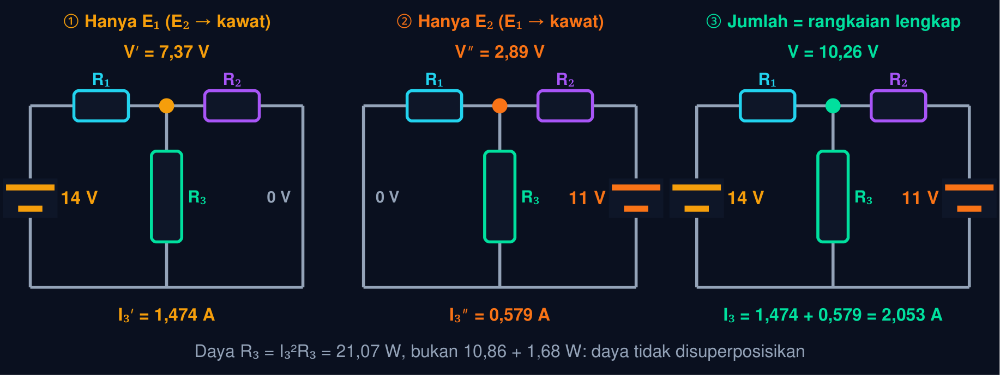 ① Hanya E₁ (E₂ → kawat)
V′ = 7,37 V
R₁
R₂
14 V
R₃
0 V
I₃′ = 1,474 A
② Hanya E₂ (E₁ → kawat)
V″ = 2,89 V
R₁
R₂
0 V
R₃
11 V
I₃″ = 0,579 A
③ Jumlah = rangkaian lengkap
V = 10,26 V
R₁
R₂
14 V
R₃
11 V
I₃ = 1,474 + 0,579 = 2,053 A
Daya R₃ = I₃²R₃ = 21,07 W, bukan 10,86 + 1,68 W: daya tidak disuperposisikan